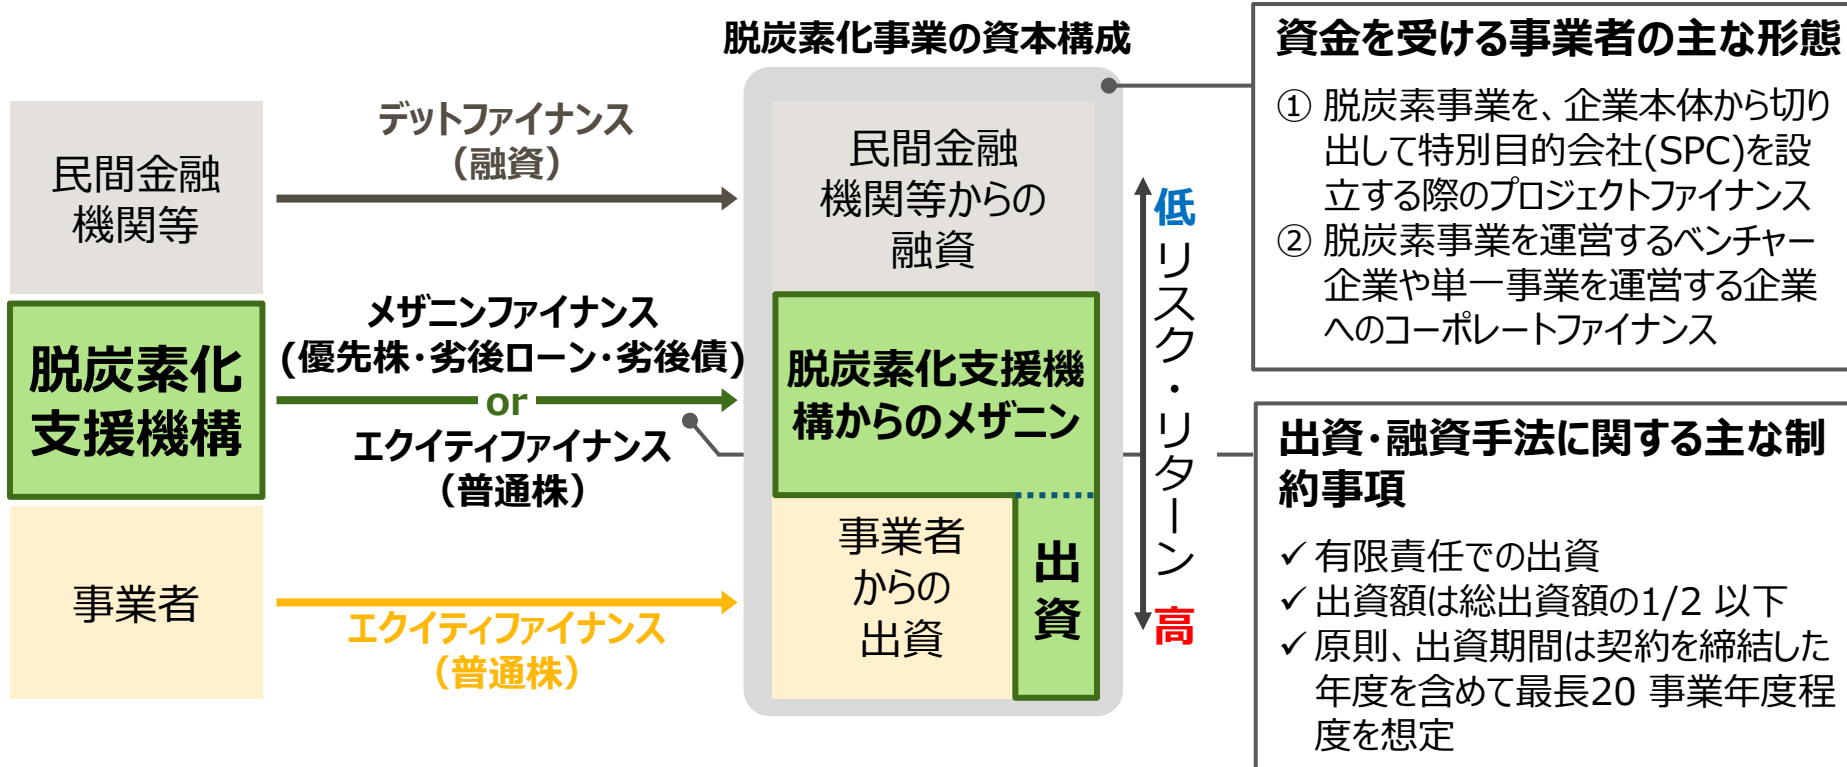 脱炭素化事業の資本構成
民間金融
機関等
デットファイナンス
（融資）
民間金融
機関等からの
融資
脱炭素化
支援機構
メザニンファイナンス
(優先株・劣後ローン・劣後債)
or
エクイティファイナンス
（普通株）
脱炭素化支援機
構からのメザニン
事業者
エクイティファイナンス
（普通株）
事業者
からの
出資
出
資
低
リスク・リターン
高
資金を受ける事業者の主な形態
① 脱炭素事業を、企業本体から切り
出して特別目的会社(SPC)を設
立する際のプロジェクトファイナンス
② 脱炭素事業を運営するベンチャー
企業や単一事業を運営する企業
へのコーポレートファイナンス
出資・融資手法に関する主な制
約事項
✓ 有限責任での出資
✓ 出資額は総出資額の1/2 以下
✓ 原則、出資期間は契約を締結した
年度を含めて最長20 事業年度程
度を想定